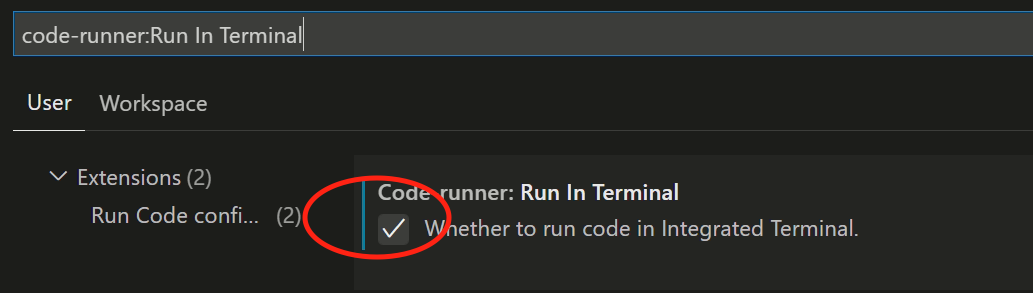 code-runner:Run In Terminal
User Workspace
Extensions (2)
Run Code confi... (2)
Code-runner: Run In Terminal
Whether to run code in Integrated Terminal.